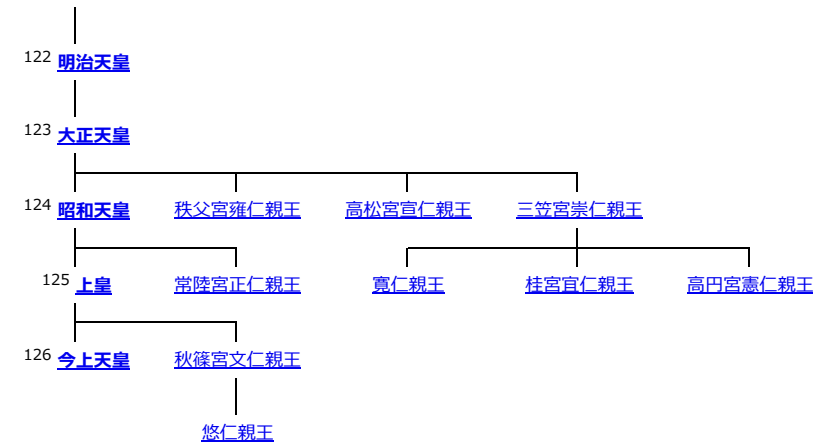 122 明治天皇
123 大正天皇
124 昭和天皇 秩父宮雍仁親王 高松宮宣仁親王 三笠宮崇仁親王
125 上皇 常陸宮正仁親王 寛仁親王 桂宮宜仁親王 高円宮憲仁親王
126 今上天皇 秋篠宮文仁親王
悠仁親王